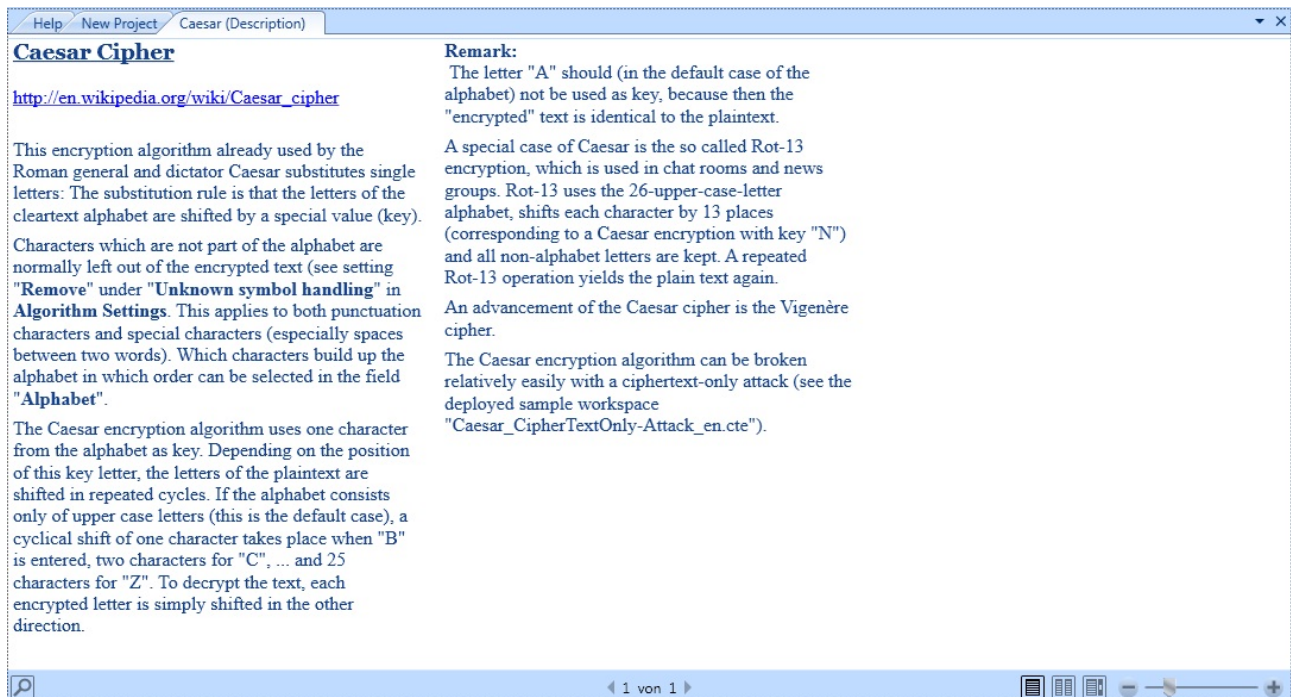 Help New Project Caesar (Description)
Caesar Cipher
http://en.wikipedia.org/wiki/Caesar_cipher
This encryption algorithm already used by the
Roman general and dictator Caesar substitutes single
letters: The substitution rule is that the letters of the
cleartext alphabet are shifted by a special value (key).
Characters which are not part of the alphabet are
normally left out of the encrypted text (see setting
"Remove" under "Unknown symbol handling" in
Algorithm Settings. This applies to both punctuation
characters and special characters (especially spaces
between two words). Which characters build up the
alphabet in which order can be selected in the field
"Alphabet".
The Caesar encryption algorithm uses one character
from the alphabet as key. Depending on the position
of this key letter, the letters of the plaintext are
shifted in repeated cycles. If the alphabet consists
only of upper case letters (this is the default case), a
cyclical shift of one character takes place when "B"
is entered, two characters for "C", ... and 25
characters for "Z". To decrypt the text, each
encrypted letter is simply shifted in the other
direction.
Remark:
The letter "A" should (in the default case of the
alphabet) not be used as key, because then the
"encrypted" text is identical to the plaintext.
A special case of Caesar is the so called Rot-13
encryption, which is used in chat rooms and news
groups. Rot-13 uses the 26-upper-case-letter
alphabet, shifts each character by 13 places
(corresponding to a Caesar encryption with key "N")
and all non-alphabet letters are kept. A repeated
Rot-13 operation yields the plain text again.
An advancement of the Caesar cipher is the Vigenère
cipher.
The Caesar encryption algorithm can be broken
relatively easily with a ciphertext-only attack (see the
deployed sample workspace
"Caesar_CipherTextOnly-Attack_en.cte").
1 von 1